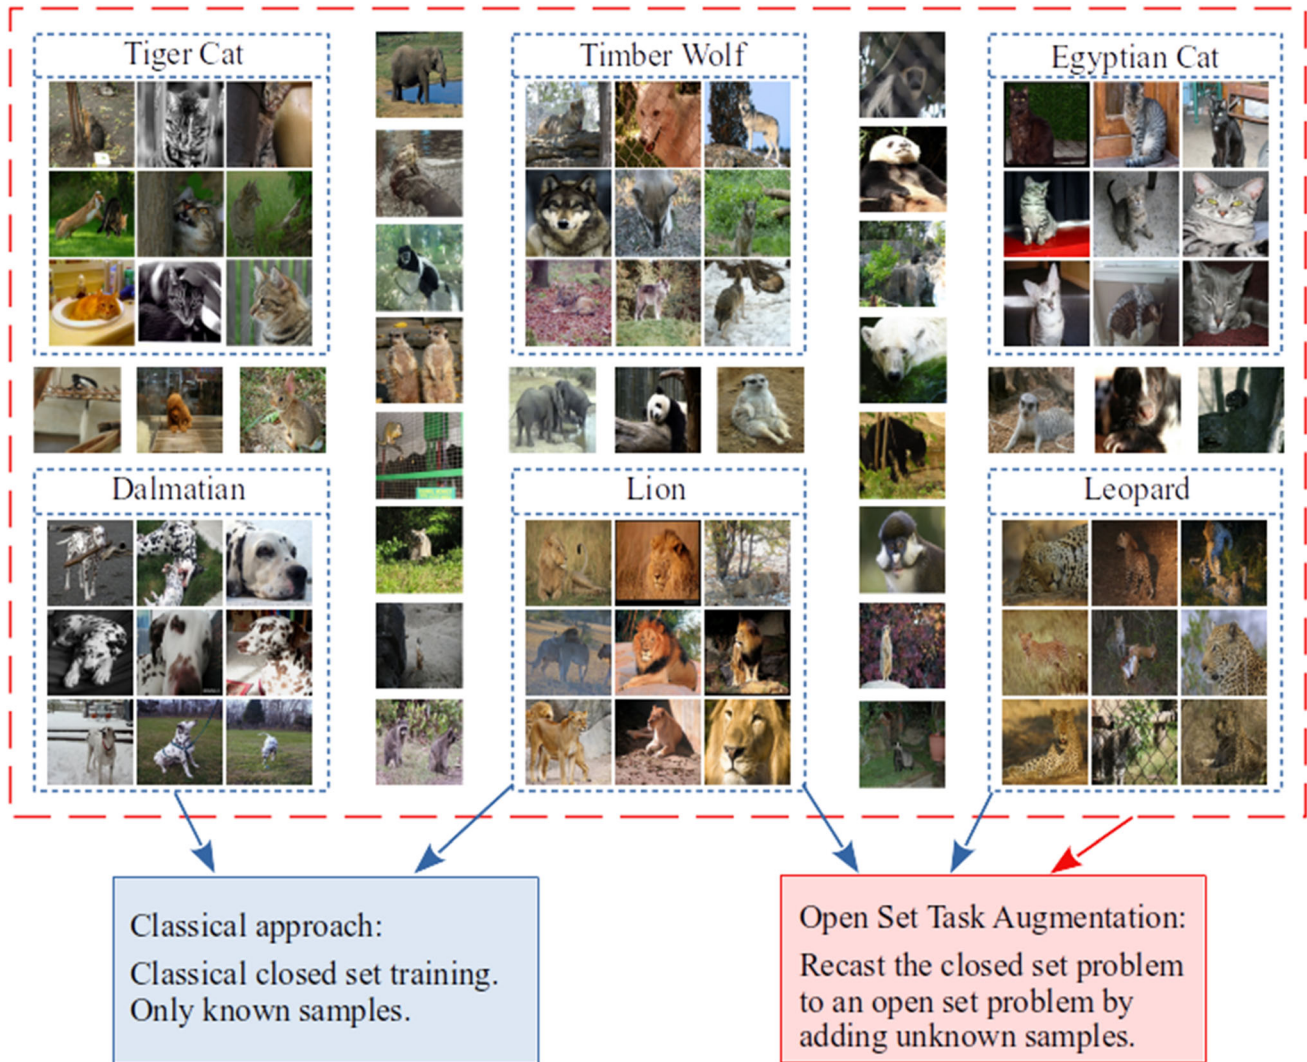 Tiger Cat
Timber Wolf
Egyptian Cat
Dalmatian
Lion
Leopard
Classical approach:
Classical closed set training.
Only known samples.
Open Set Task Augmentation:
Recast the closed set problem
to an open set problem by
adding unknown samples.